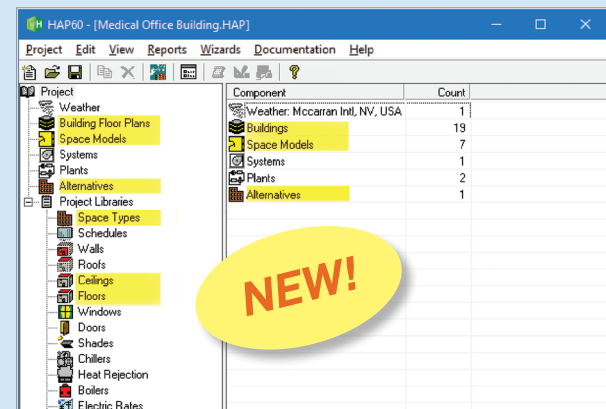 HAP60 - [Medical Office Building.HAP]
Project Edit View Reports Wizards Documentation Help
Project
Weather
Building Floor Plans
Space Models
Systems
Plants
Alternatives
Project Libraries
Space Types
Schedules
Walls
Roofs
Ceilings
Floors
Windows
Doors
Shades
Chillers
Heat Rejection
Boilers
Electric Rates
Component Count
Weather: Mccarran Intl, NV, USA 1
Buildings 19
Space Models 7
Systems 1
Plants 2
Alternatives 1
NEW!